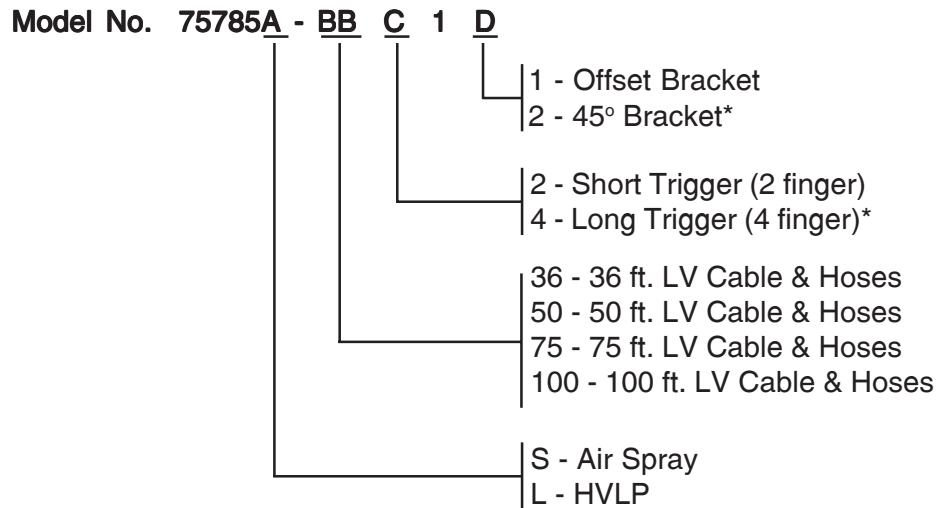 Model No. 75785A - BB C 1 D
1 - Offset Bracket
2 - 45º Bracket*
2 - Short Trigger (2 finger)
4 - Long Trigger (4 finger)*
36 - 36 ft. LV Cable & Hoses
50 - 50 ft. LV Cable & Hoses
75 - 75 ft. LV Cable & Hoses
100 - 100 ft. LV Cable & Hoses
S - Air Spray
L - HVLP